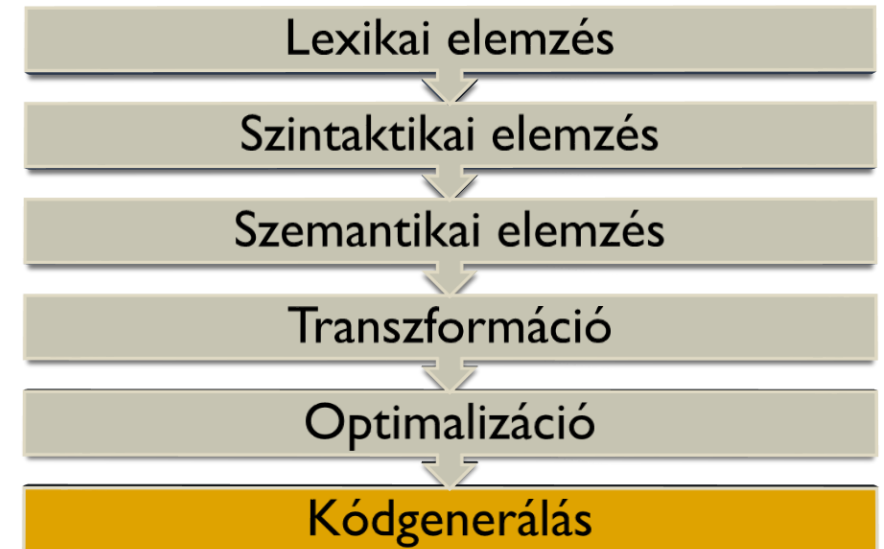 Lexikai elemzés
Szintaktikai elemzés
Szemantikai elemzés
Transzformáció
Optimalizáció
Kódgenerálás